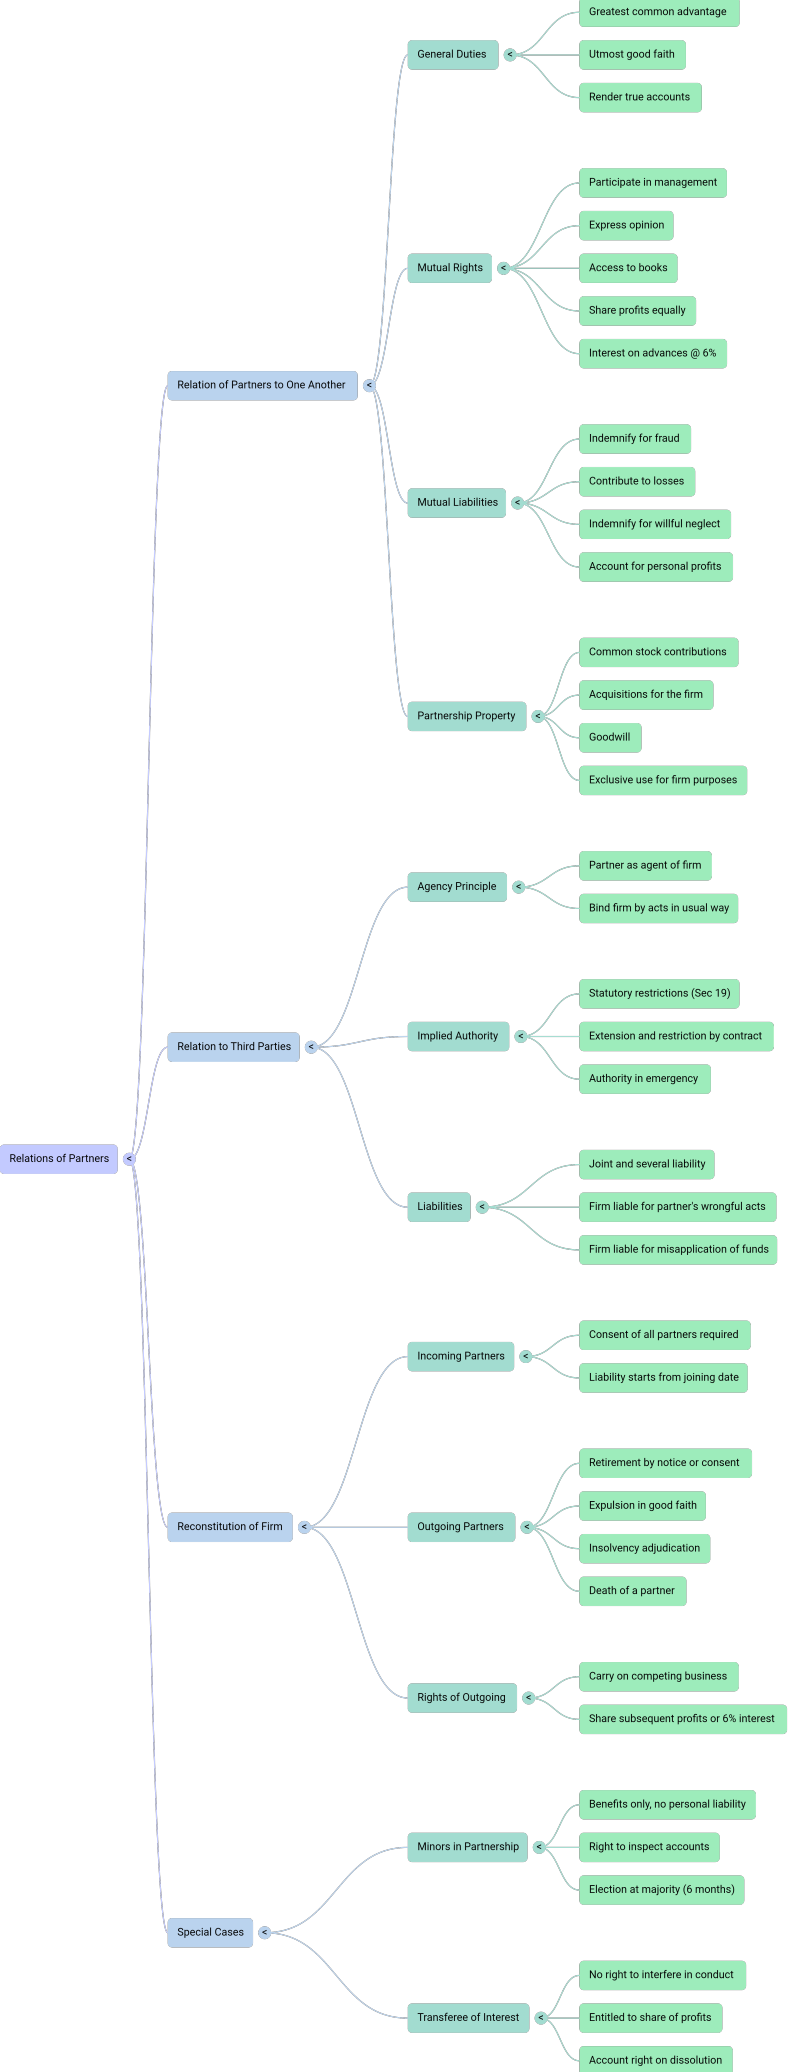 Relations of Partners
Relation of Partners to One Another
General Duties
Greatest common advantage
Utmost good faith
Render true accounts
Mutual Rights
Participate in management
Express opinion
Access to books
Share profits equally
Interest on advances @ 6%
Mutual Liabilities
Indemnify for fraud
Contribute to losses
Indemnify for willful neglect
Account for personal profits
Partnership Property
Common stock contributions
Acquisitions for the firm
Goodwill
Exclusive use for firm purposes
Relation to Third Parties
Agency Principle
Partner as agent of firm
Bind firm by acts in usual way
Implied Authority
Statutory restrictions (Sec 19)
Extension and restriction by contract
Authority in emergency
Liabilities
Joint and several liability
Firm liable for partner's wrongful acts
Firm liable for misapplication of funds
Reconstitution of Firm
Incoming Partners
Consent of all partners required
Liability starts from joining date
Outgoing Partners
Retirement by notice or consent
Expulsion in good faith
Insolvency adjudication
Death of a partner
Rights of Outgoing
Carry on competing business
Share subsequent profits or 6% interest
Special Cases
Minors in Partnership
Benefits only, no personal liability
Right to inspect accounts
Election at majority (6 months)
Transferee of Interest
No right to interfere in conduct
Entitled to share of profits
Account right on dissolution